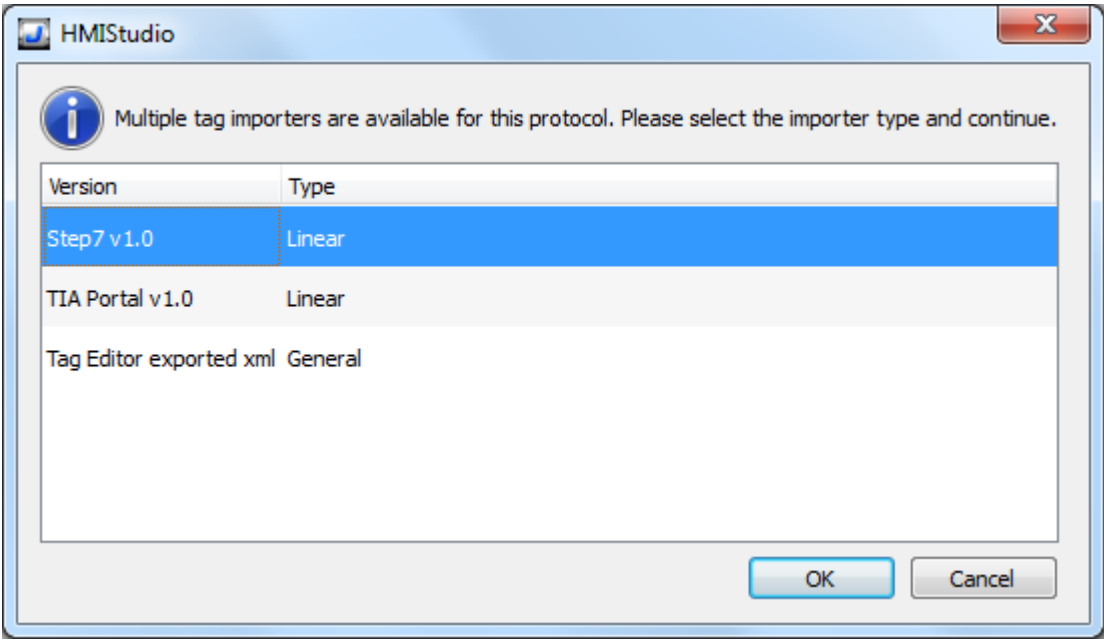 HMIStudio
Multiple tag importers are available for this protocol. Please select the importer type and continue.
Version Type
Step7 v1.0 Linear
TIA Portal v1.0 Linear
Tag Editor exported xml General
OK Cancel